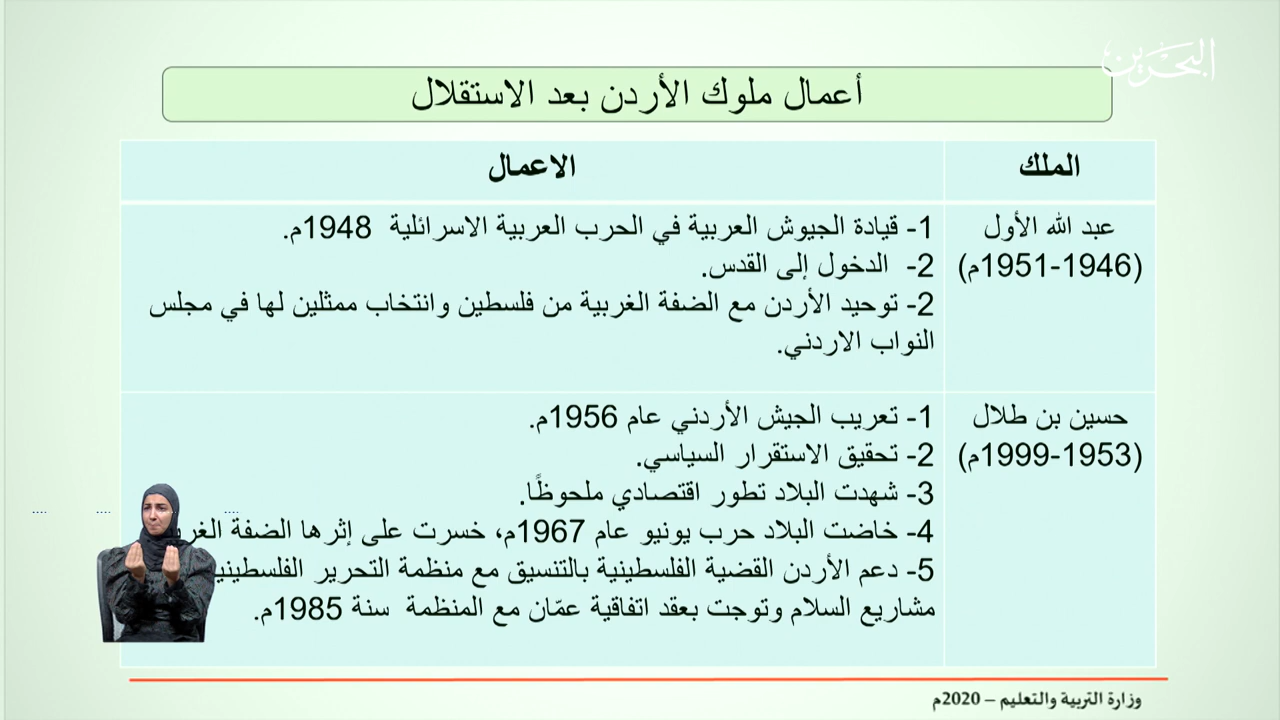 البحرين
أعمال ملوك الأردن بعد الاستقلال
الملك
الاعمال
عبد الله الأول
(1946-1951م)
1- قيادة الجيوش العربية في الحرب العربية الاسرائلية 1948م.
2- الدخول إلى القدس.
2- توحيد الأردن مع الضفة الغربية من فلسطين وانتخاب ممثلين لها في مجلس
النواب الاردني.
حسين بن طلال
(1953-1999م)
1- تعريب الجيش الأردني عام 1956م.
2- تحقيق الاستقرار السياسي.
3- شهدت البلاد تطور اقتصادي ملحوظًا.
4- خاضت البلاد حرب يونيو عام 1967م، خسرت على إثرها الضفة
5- دعم الأردن القضية الفلسطينية بالتنسيق مع منظمة التحرير
مشاريع السلام وتوجت بعقد اتفاقية عمّان مع المنظمة سنة 1985م.
وزارة التربية والتعليم – 2020م